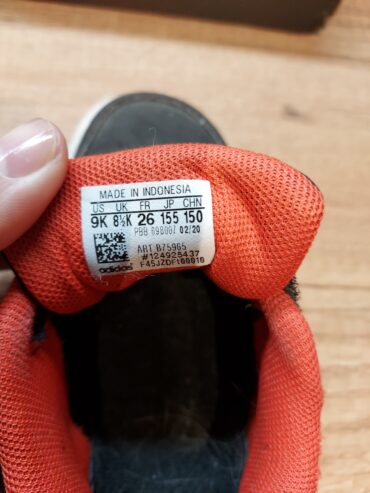 MADE IN INDONESIA
US UK FR JP CHN
9K 8½K 26 155 150
PBB 098007 02/20
ART B75965
#124925437
F45JZDF100010
adidas